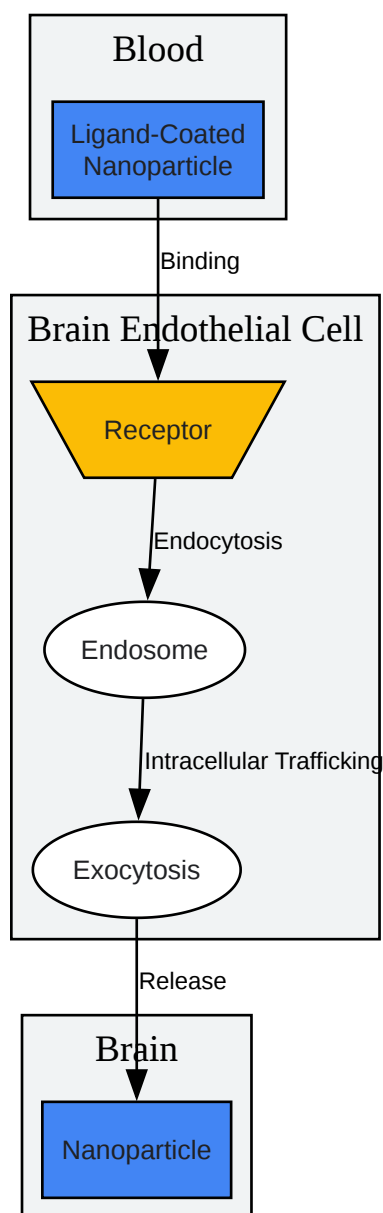 Blood
Ligand-Coated
Nanoparticle
Binding
Brain Endothelial Cell
Receptor
Endocytosis
Endosome
Intracellular Trafficking
Exocytosis
Release
Brain
Nanoparticle